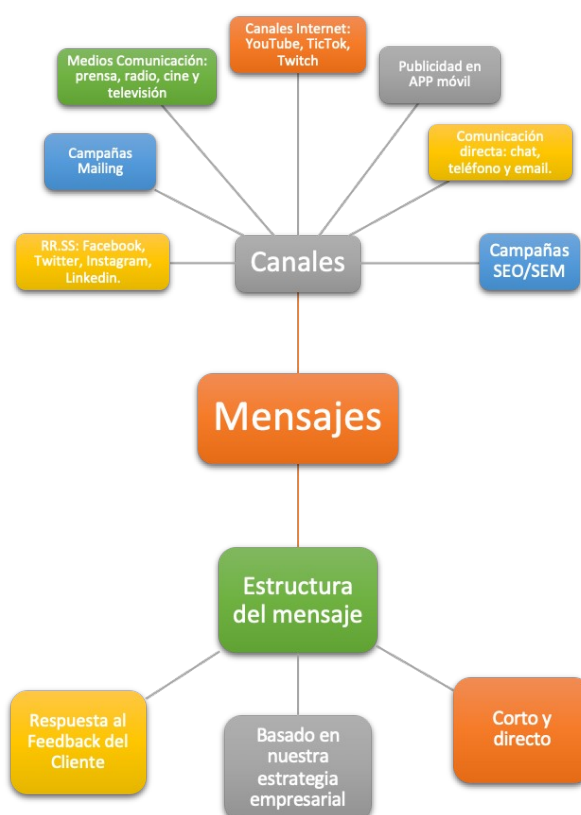 Canales Internet:
YouTube, TicTok,
Twitch
Medios Comunicación:
prensa, radio, cine y
televisión
Publicidad en
APP móvil
Campañas
Mailing
Comunicación
directa: chat,
teléfono y email.
RR.SS: Facebook,
Twitter, Instagram,
Linkedin.
Canales
Campañas
SEO/SEM
Mensajes
Estructura
del mensaje
Respuesta al
Feedback del
Cliente
Basado en
nuestra
estrategia
empresarial
Corto y
directo